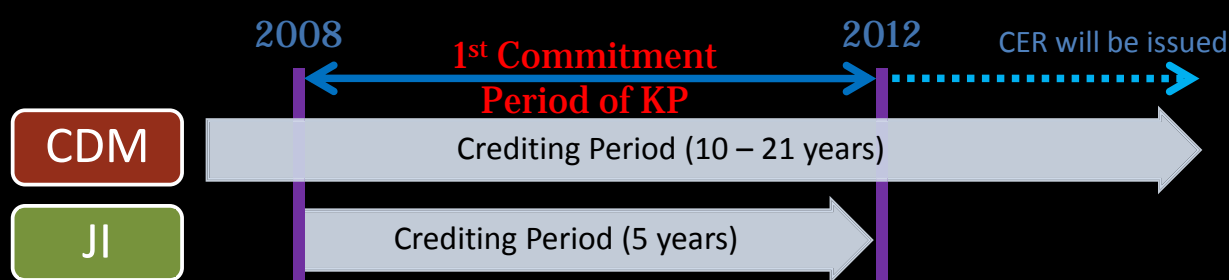 2008
1st Commitment
Period of KP
2012
CER will be issued
CDM
Crediting Period (10 – 21 years)
JI
Crediting Period (5 years)